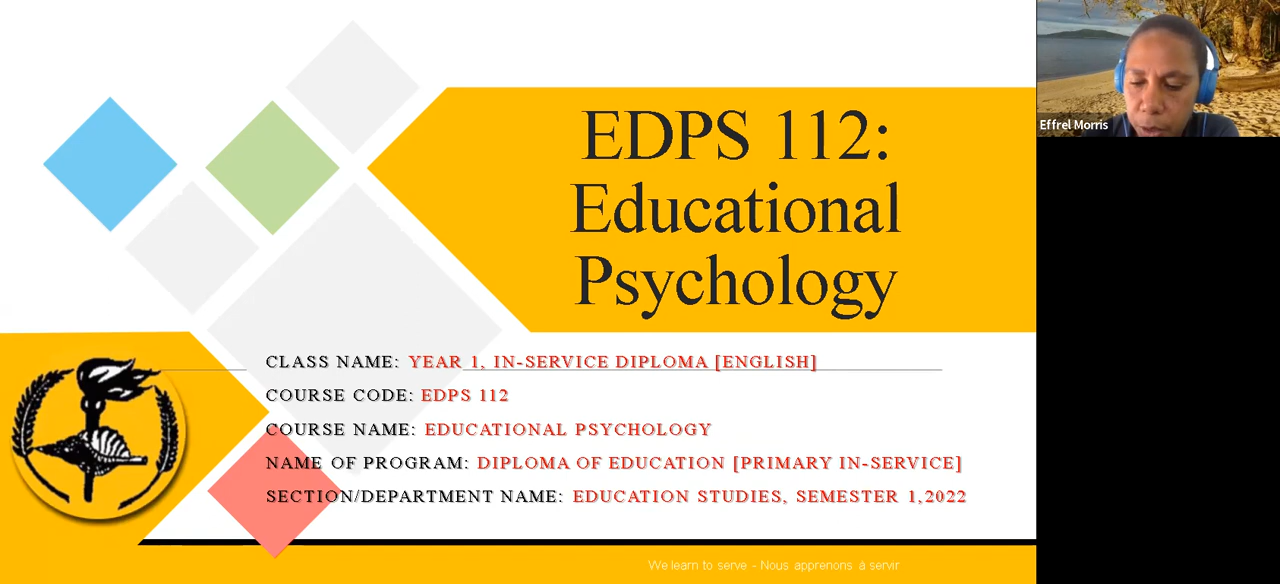 EDPS 112:
Educational
Psychology
Effrel Morris
CLASS NAME: YEAR 1, IN-SERVICE DIPLOMA [ENGLISH]
COURSE CODE: EDPS 112
COURSE NAME: EDUCATIONAL PSYCHOLOGY
NAME OF PROGRAM: DIPLOMA OF EDUCATION [PRIMARY IN-SERVICE]
SECTION/DEPARTMENT NAME: EDUCATION STUDIES, SEMESTER 1,2022
We learn to serve - Nous apprenons à servir